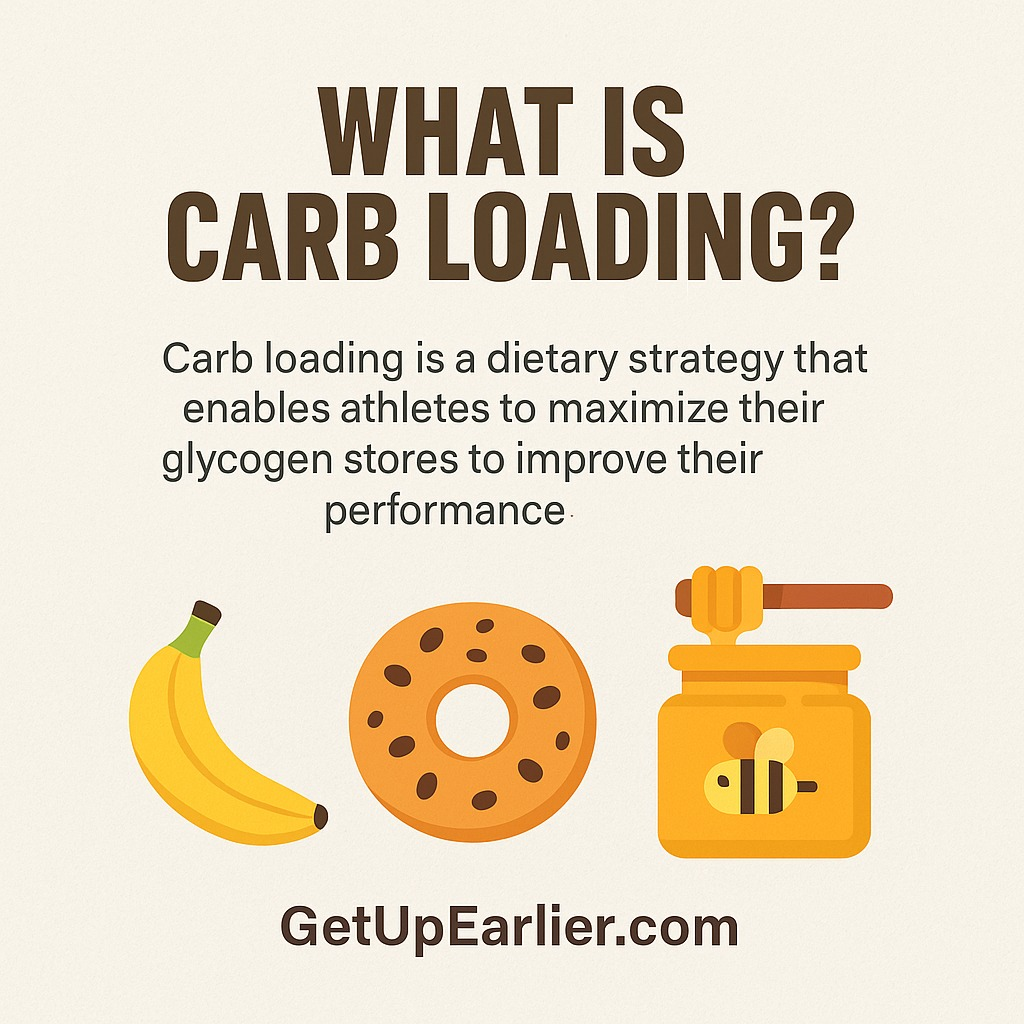 WHAT IS
CARB LOADING?
Carb loading is a dietary strategy that
enables athletes to maximize their
glycogen stores to improve their
performance.
GetUpEarlier.com